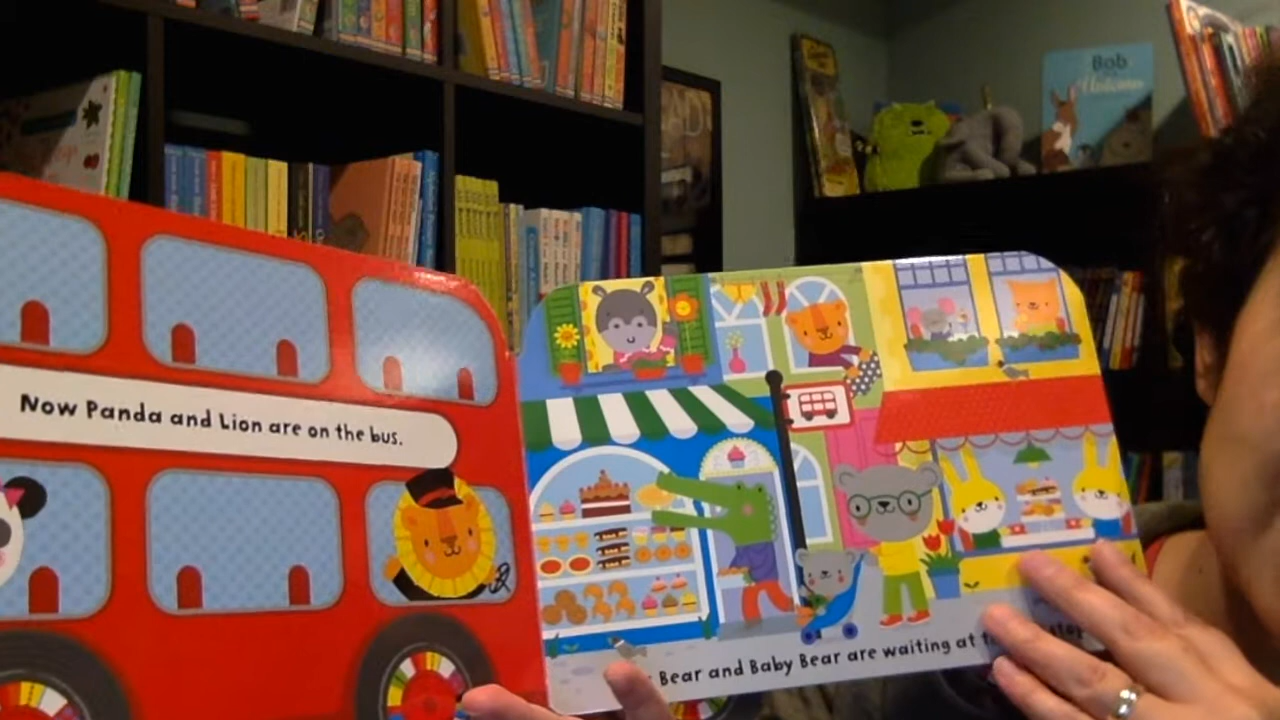 Bob
Now Panda and Lion are on the bus.
Bear and Baby Bear are waiting at